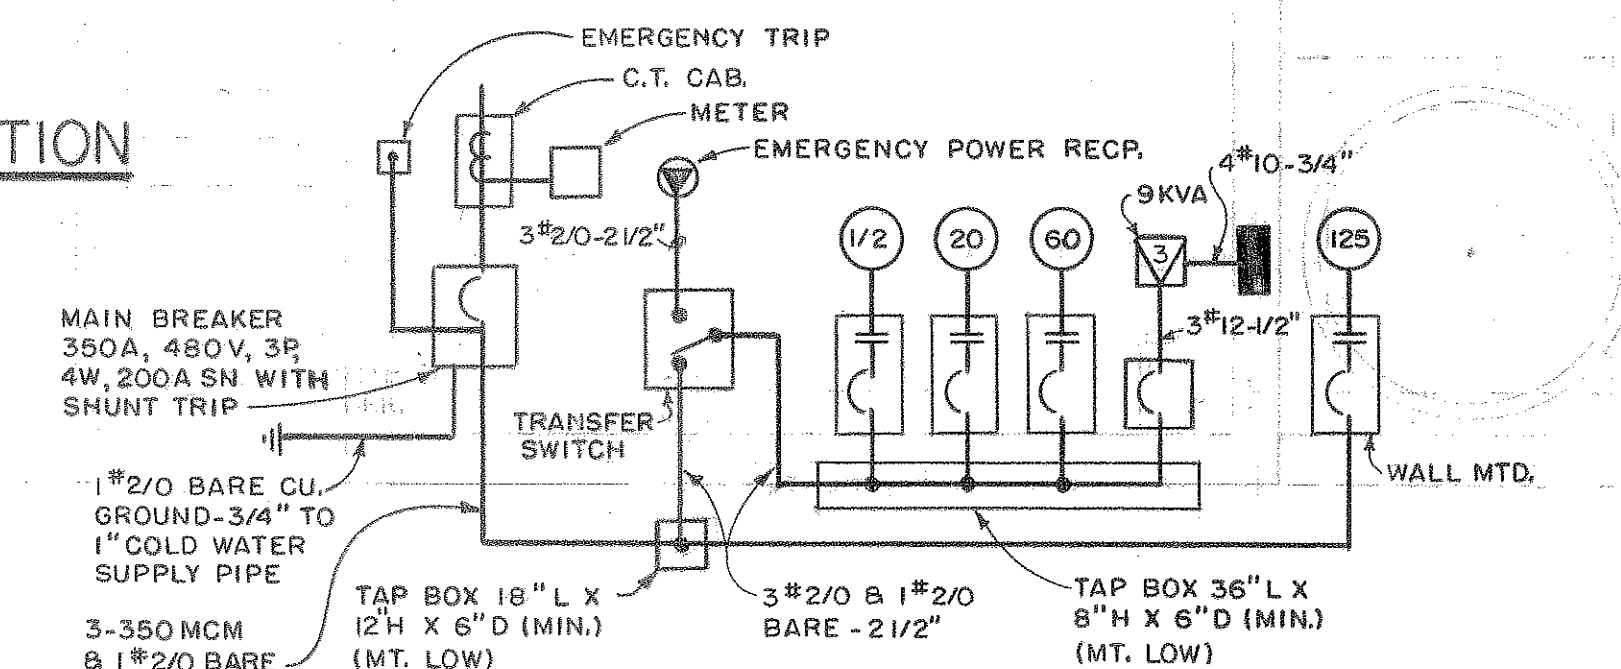 EMERGENCY TRIP
C.T. CAB.
METER
TION
EMERGENCY POWER RECP.
4#10-3/4"
9KVA
3#2/0-2 1/2"
1/2
20
60
3
125
MAIN BREAKER
350A, 480V, 3P,
4W, 200A SN WITH
SHUNT TRIP
3#12-1/2"
TRANSFER
SWITCH
WALL MTD.
1#2/0 BARE CU.
GROUND-3/4" TO
1" COLD WATER
SUPPLY PIPE
TAP BOX 18" L X
12"H X 6" D (MIN.)
(MT. LOW)
3#2/0 & 1#2/0
BARE - 2 1/2"
TAP BOX 36" L X
8"H X 6"D (MIN.)
(MT. LOW)
3-350 MCM
& 1#2/0 BARE